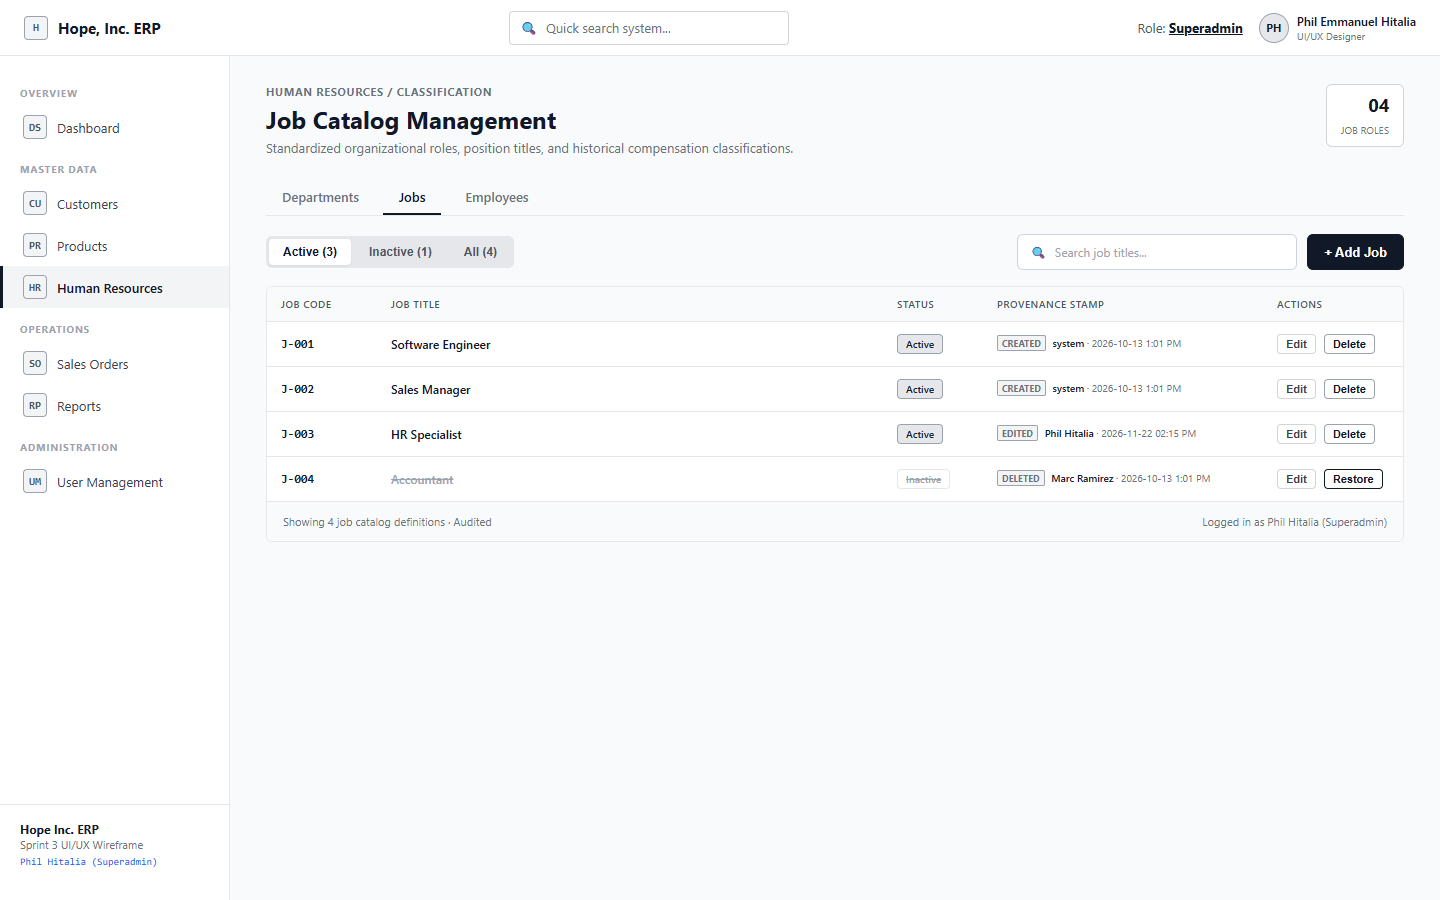 H Hope, Inc. ERP
Quick search system...
Role: Superadmin
PH
Phil Emmanuel Hitalia
UI/UX Designer
OVERVIEW
DS Dashboard
MASTER DATA
CU Customers
PR Products
HR Human Resources
OPERATIONS
SO Sales Orders
RP Reports
ADMINISTRATION
UM User Management
Hope Inc. ERP
Sprint 3 UI/UX Wireframe
Phil Hitalia (Superadmin)
HUMAN RESOURCES / CLASSIFICATION
Job Catalog Management
Standardized organizational roles, position titles, and historical compensation classifications.
04
JOB ROLES
Departments Jobs Employees
Active (3) Inactive (1) All (4)
Search job titles...
+ Add Job
JOB CODE JOB TITLE STATUS PROVENANCE STAMP ACTIONS
J-001 Software Engineer Active CREATED system · 2026-10-13 1:01 PM Edit Delete
J-002 Sales Manager Active CREATED system · 2026-10-13 1:01 PM Edit Delete
J-003 HR Specialist Active EDITED Phil Hitalia · 2026-11-22 02:15 PM Edit Delete
J-004 Accountant Inactive DELETED Marc Ramirez · 2026-10-13 1:01 PM Edit Restore
Showing 4 job catalog definitions · Audited
Logged in as Phil Hitalia (Superadmin)